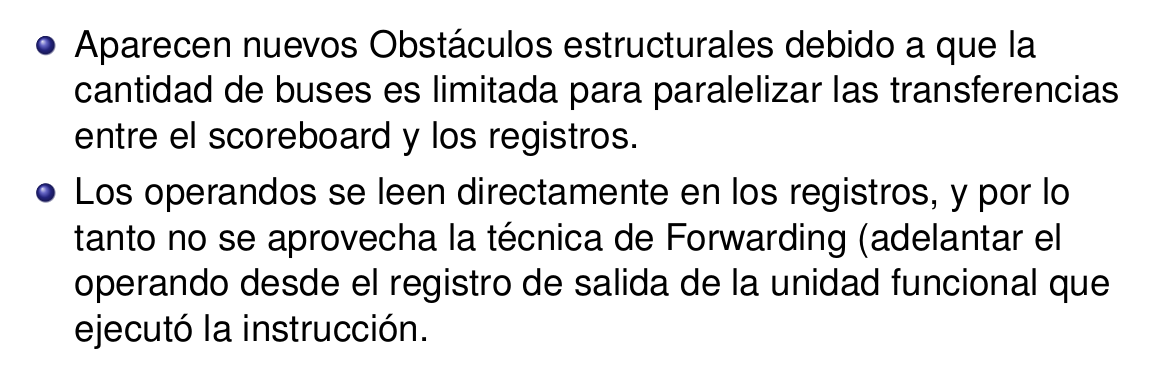 Aparecen nuevos Obstáculos estructurales debido a que la
cantidad de buses es limitada para paralelizar las transferencias
entre el scoreboard y los registros.
Los operandos se leen directamente en los registros, y por lo
tanto no se aprovecha la técnica de Forwarding (adelantar el
operando desde el registro de salida de la unidad funcional que
ejecutó la instrucción.